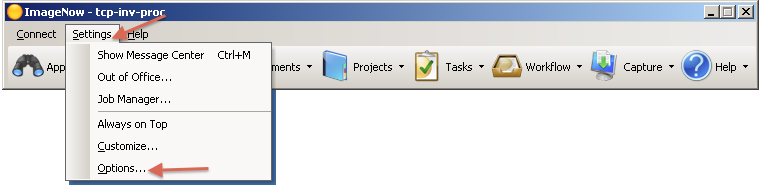 ImageNow - tcp-inv-proc
Connect Settings Help
App
ments Projects Tasks Workflow Capture Help
Show Message Center Ctrl+M
Out of Office...
Job Manager...
Always on Top
Customize...
Options...